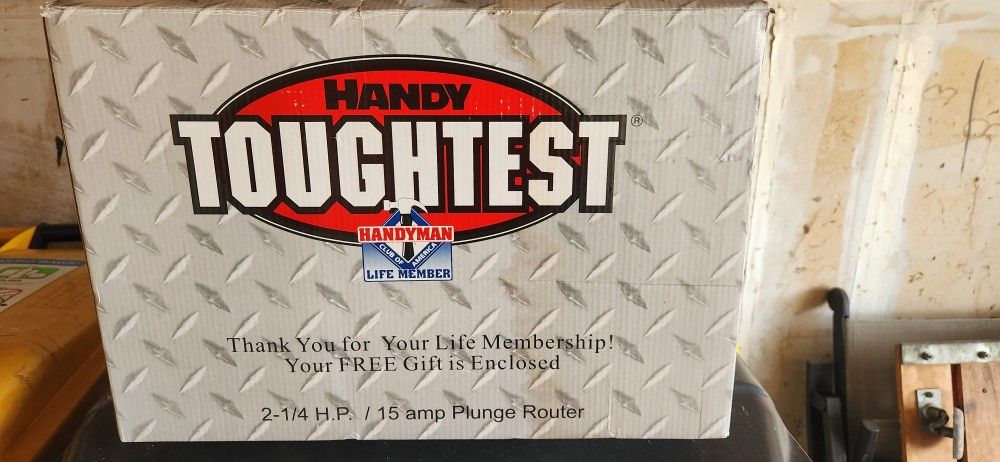 HANDY
TOUGHTEST®
HANDYMAN
CLUB OF AMERICA
LIFE MEMBER
Thank You for Your Life Membership!
Your FREE Gift is Enclosed
2-1/4 H.P. / 15 amp Plunge Router